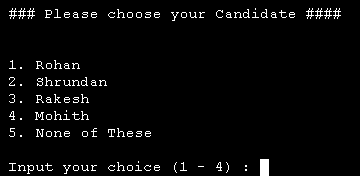 ### Please choose your Candidate ####
1. Rohan
2. Shrundan
3. Rakesh
4. Mohith
5. None of These
Input your choice (1 - 4) :